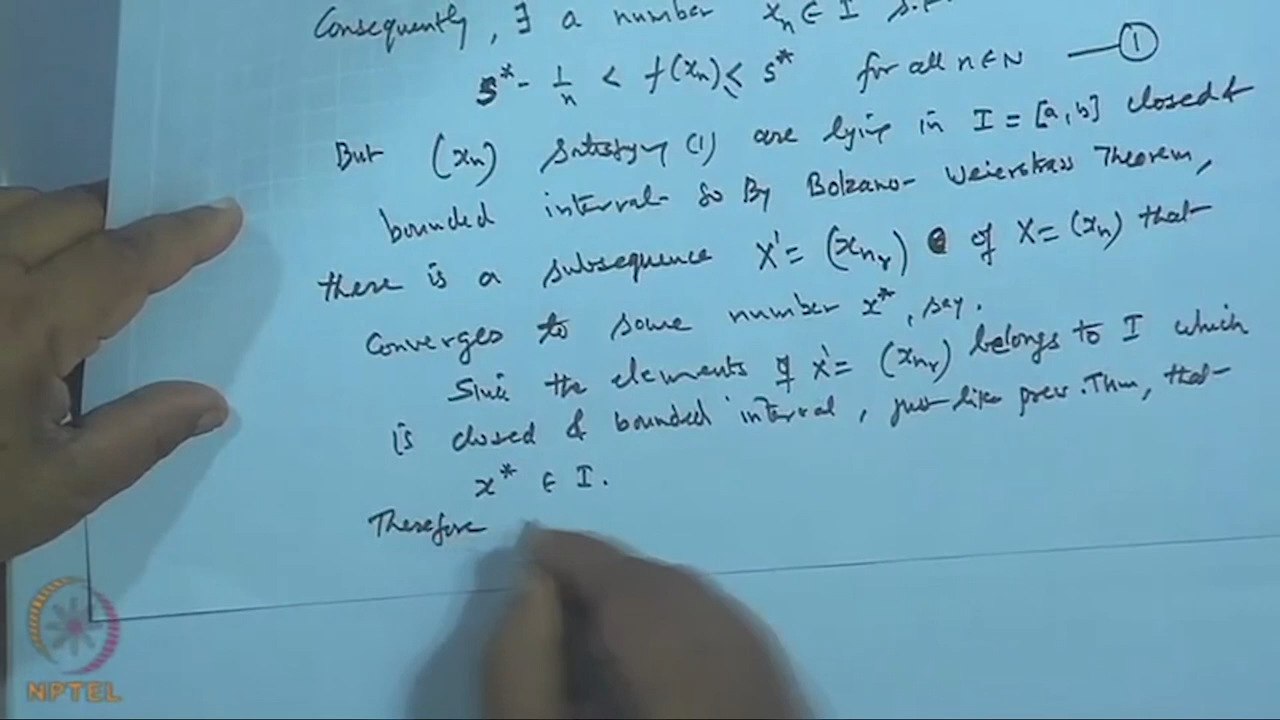 Consequently, ∃ a number xₙ ∈ I s.t.
s* - 1/n < f(xₙ) ≤ s* for all n ∈ N — ①
But (xₙ) satisfy (1) are lying in I = [a, b] closed &
bounded interval so By Bolzano- Weierstrass Theorem,
there is a subsequence X' = (xₙᵣ) of X = (xₙ) that
Converges to some number x*, say.
Since the elements of X' = (xₙᵣ) belongs to I which
is closed & bounded interval, just like prev. Thm, that
x* ∈ I.
Therefore
NPTEL